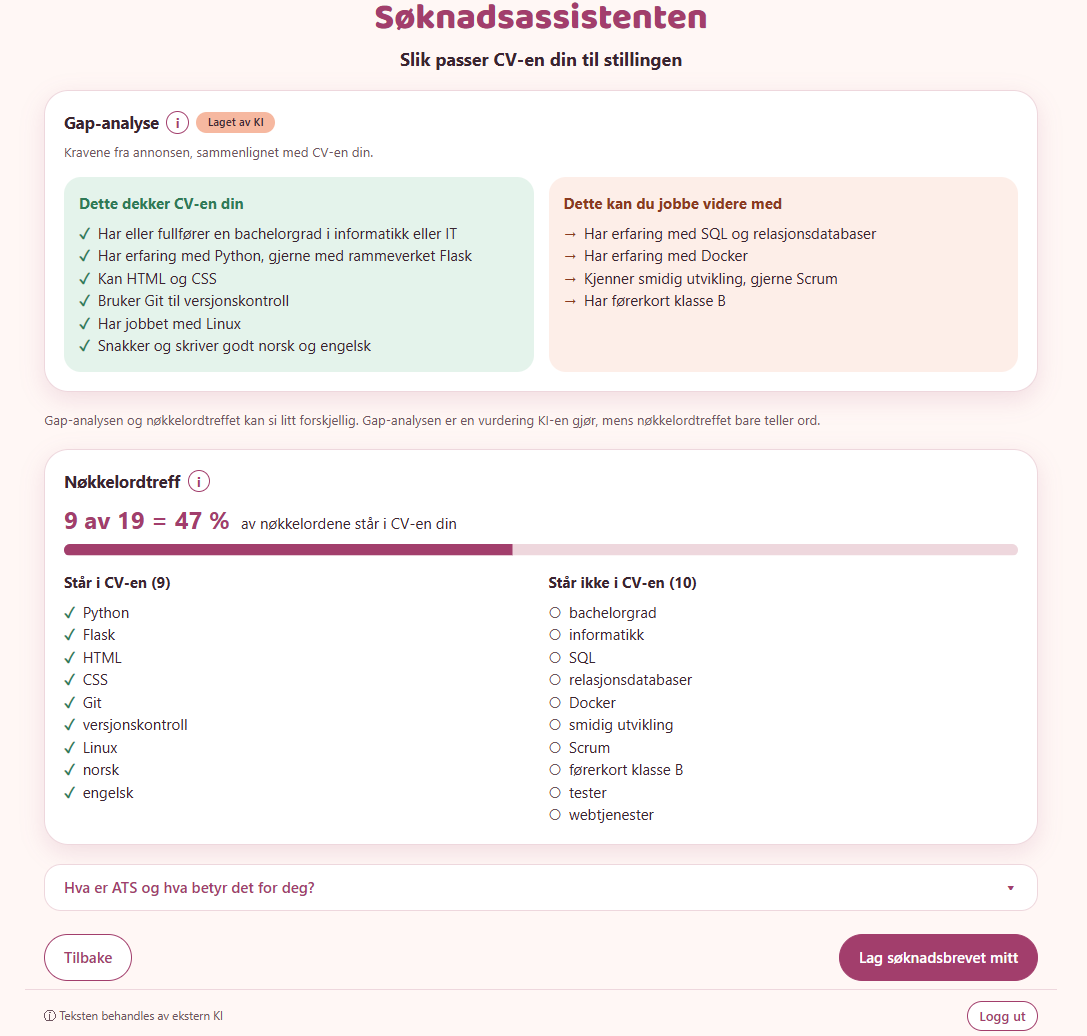 Søknadsassistenten
Slik passer CV-en din til stillingen
Gap-analyse ⓘ Laget av KI
Kravene fra annonsen, sammenlignet med CV-en din.
Dette dekker CV-en din
✓ Har eller fullfører en bachelorgrad i informatikk eller IT
✓ Har erfaring med Python, gjerne med rammeverket Flask
✓ Kan HTML og CSS
✓ Bruker Git til versjonskontroll
✓ Har jobbet med Linux
✓ Snakker og skriver godt norsk og engelsk
Dette kan du jobbe videre med
→ Har erfaring med SQL og relasjonsdatabaser
→ Har erfaring med Docker
→ Kjenner smidig utvikling, gjerne Scrum
→ Har førerkort klasse B
Gap-analysen og nøkkelordtreffet kan si litt forskjellig. Gap-analysen er en vurdering KI-en gjør, mens nøkkelordtreffet bare teller ord.
Nøkkelordtreff ⓘ
9 av 19 = 47 % av nøkkelordene står i CV-en din
Står i CV-en (9)
✓ Python
✓ Flask
✓ HTML
✓ CSS
✓ Git
✓ versjonskontroll
✓ Linux
✓ norsk
✓ engelsk
Står ikke i CV-en (10)
○ bachelorgrad
○ informatikk
○ SQL
○ relasjonsdatabaser
○ Docker
○ smidig utvikling
○ Scrum
○ førerkort klasse B
○ tester
○ webtjenester
Hva er ATS og hva betyr det for deg?
Tilbake
Lag søknadsbrevet mitt
ⓘ Teksten behandles av ekstern KI
Logg ut